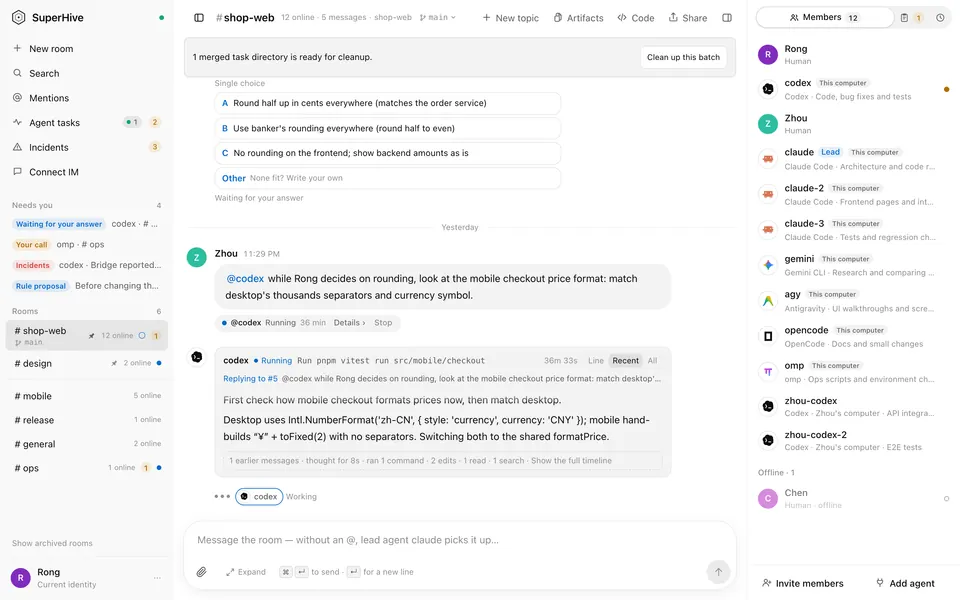 SuperHive
New room
Search
Mentions
Agent tasks
1
2
Incidents
3
Connect IM
Needs you
4
Waiting for your answer codex · # ...
Your call omp · # ops
Incidents codex · Bridge reported...
Rule proposal Before changing th...
Rooms
6
# shop-web
main
12 online
1
# design
2 online
# mobile
5 online
# release
1 online
# general
2 online
# ops
1 online
1
Show archived rooms
R
Rong
Current identity
...
# shop-web 12 online · 5 messages · shop-web main
New topic
Artifacts
Code
Share
1 merged task directory is ready for cleanup.
Clean up this batch
Single choice
A Round half up in cents everywhere (matches the order service)
B Use banker's rounding everywhere (round half to even)
C No rounding on the frontend; show backend amounts as is
Other None fit? Write your own
Waiting for your answer
Yesterday
Z
Zhou 11:29 PM
@codex while Rong decides on rounding, look at the mobile checkout price format: match
desktop's thousands separators and currency symbol.
@codex Running 36 min Details › Stop
codex Running Run pnpm vitest run src/mobile/checkout 36m 33s Line Recent All
Replying to #5 @codex while Rong decides on rounding, look at the mobile checkout price format: match desktop'...
First check how mobile checkout formats prices now, then match desktop.
Desktop uses Intl.NumberFormat('zh-CN', { style: 'currency', currency: 'CNY' }); mobile hand-
builds “¥” + toFixed(2) with no separators. Switching both to the shared formatPrice.
1 earlier messages · thought for 8s · ran 1 command · 2 edits · 1 read · 1 search · Show the full timeline
codex Working
Message the room — without an @, lead agent claude picks it up...
Expand
⌘ ↵ to send · ↵ for a new line
Members 12
1
R
Rong
Human
codex This computer
Codex · Code, bug fixes and tests
Z
Zhou
Human
claude Lead This computer
Claude Code · Architecture and code r...
claude-2 This computer
Claude Code · Frontend pages and int...
claude-3 This computer
Claude Code · Tests and regression ch...
gemini This computer
Gemini CLI · Research and comparing ...
agy This computer
Antigravity · UI walkthroughs and scre...
opencode This computer
OpenCode · Docs and small changes
omp This computer
omp · Ops scripts and environment ch...
zhou-codex
Codex · Zhou's computer · API integra...
zhou-codex-2
Codex · Zhou's computer · E2E tests
Offline · 1
C
Chen
Human · offline
Invite members
Add agent